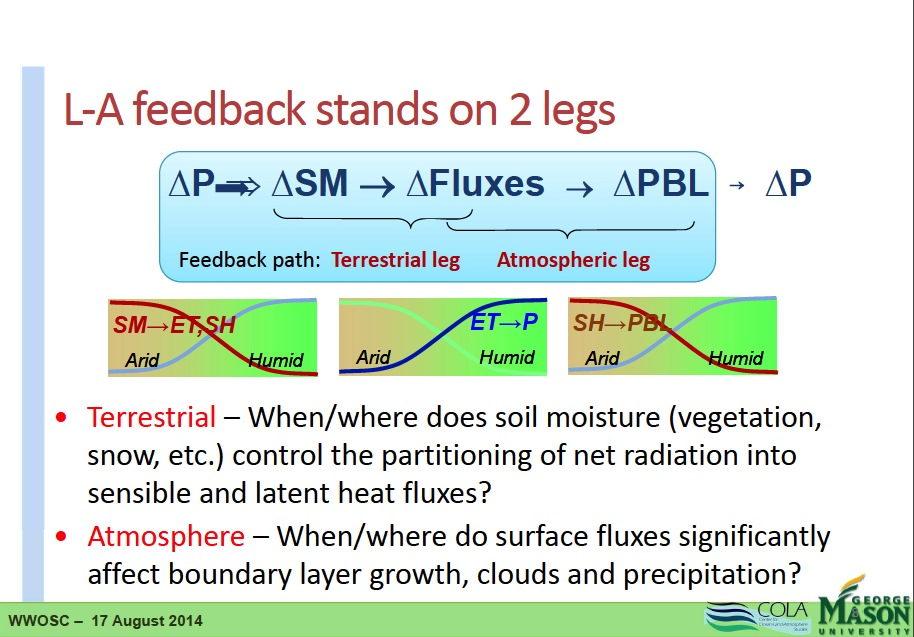 L-A feedback stands on 2 legs
ΔP⇒ΔSM → ΔFluxes → ΔPBL → ΔP
Feedback path: Terrestrial leg Atmospheric leg
SM→ET,SH
Arid Humid
ET→P
Arid Humid
SH→PBL
Arid Humid
• Terrestrial – When/where does soil moisture (vegetation,
snow, etc.) control the partitioning of net radiation into
sensible and latent heat fluxes?
• Atmosphere – When/where do surface fluxes significantly
affect boundary layer growth, clouds and precipitation?
WWOSC – 17 August 2014
COLA
GEORGE
MASON
UNIVERSITY